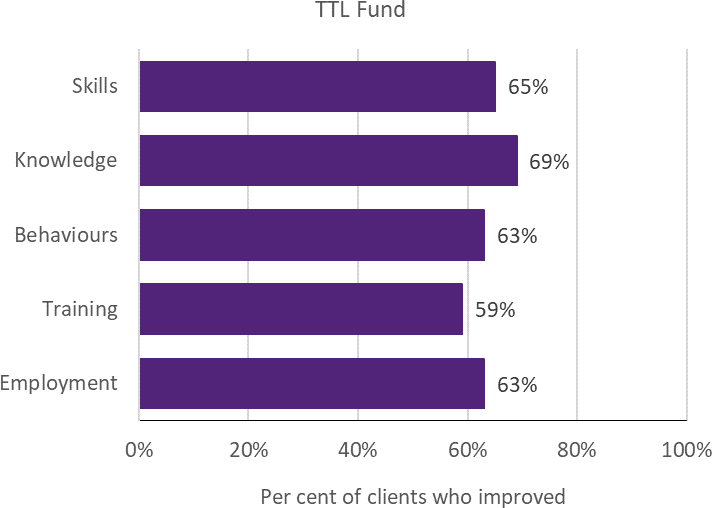 TTL Fund
Skills 65%
Knowledge 69%
Behaviours 63%
Training 59%
Employment 63%
0% 20% 40% 60% 80% 100%
Per cent of clients who improved